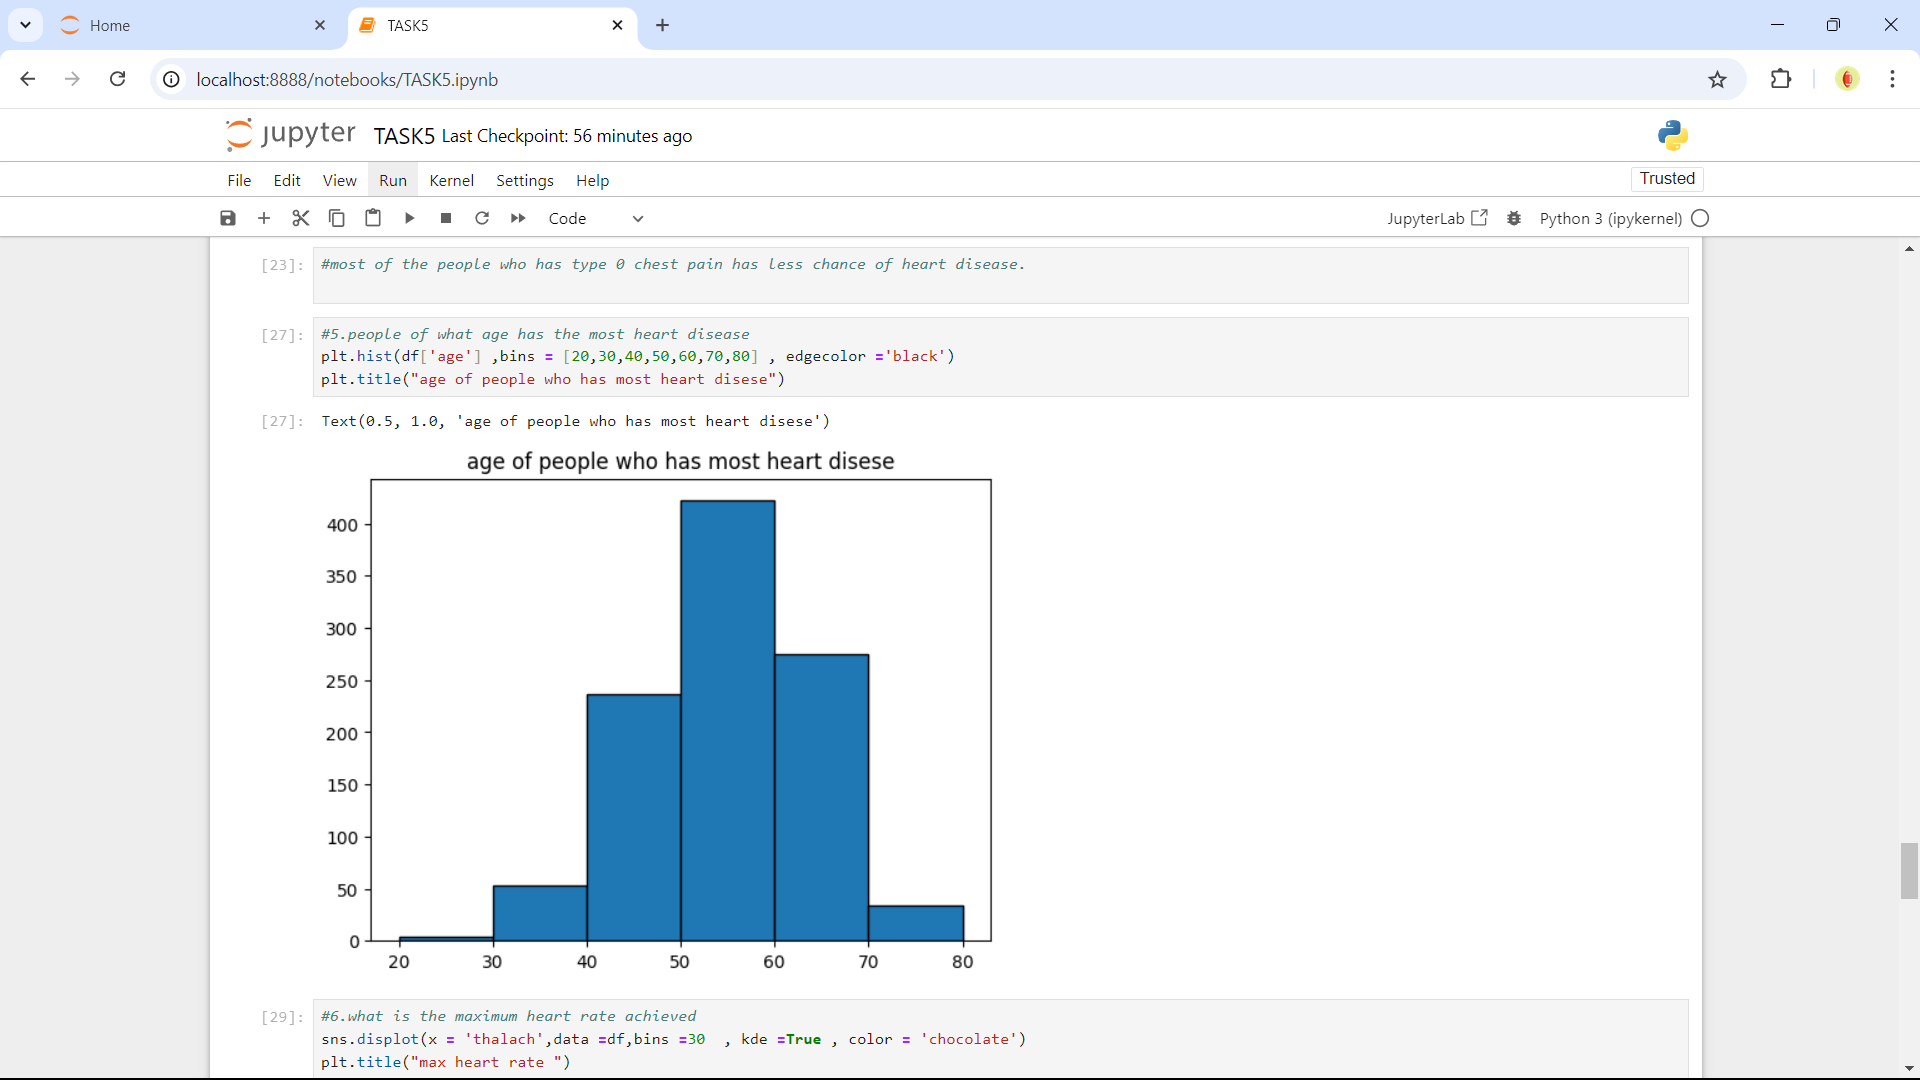 Home
TASK5
localhost:8888/notebooks/TASK5.ipynb
jupyter TASK5 Last Checkpoint: 56 minutes ago
File Edit View Run Kernel Settings Help
Trusted
Code
JupyterLab
Python 3 (ipykernel)
[23]: #most of the people who has type 0 chest pain has less chance of heart disease.
[27]: #5.people of what age has the most heart disease
plt.hist(df['age'] ,bins = [20,30,40,50,60,70,80] , edgecolor ='black')
plt.title("age of people who has most heart disese")
[27]: Text(0.5, 1.0, 'age of people who has most heart disese')
age of people who has most heart disese
400
350
300
250
200
150
100
50
0
20 30 40 50 60 70 80
[29]: #6.what is the maximum heart rate achieved
sns.displot(x = 'thalach',data =df,bins =30 , kde =True , color = 'chocolate')
plt.title("max heart rate ")